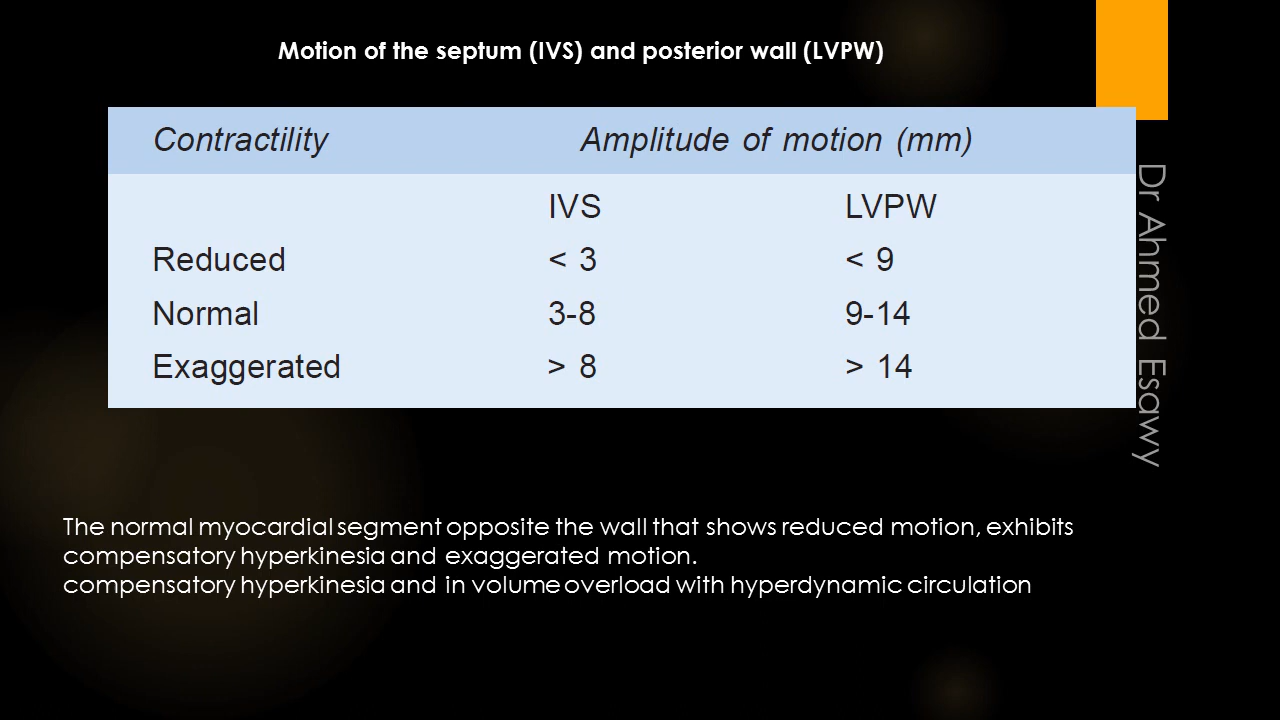 Motion of the septum (IVS) and posterior wall (LVPW)
Contractility Amplitude of motion (mm)
IVS LVPW
Reduced < 3 < 9
Normal 3-8 9-14
Exaggerated > 8 > 14
Dr Ahmed Esawy
The normal myocardial segment opposite the wall that shows reduced motion, exhibits
compensatory hyperkinesia and exaggerated motion.
compensatory hyperkinesia and in volume overload with hyperdynamic circulation